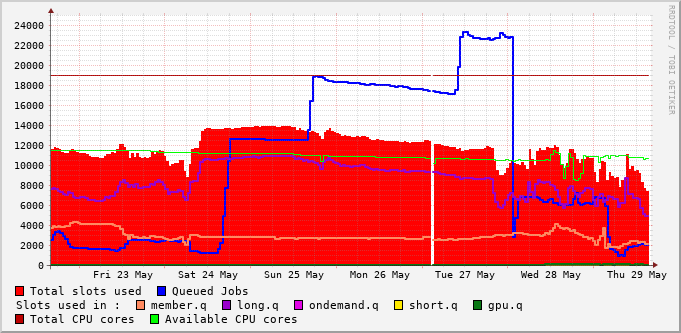 24000
22000
20000
18000
16000
14000
12000
10000
8000
6000
4000
2000
0
Fri 23 May Sat 24 May Sun 25 May Mon 26 May Tue 27 May Wed 28 May Thu 29 May
Total slots used Queued Jobs
Slots used in : member.q long.q ondemand.q short.q gpu.q
Total CPU cores Available CPU cores
RRDTOOL / TOBI OETIKER